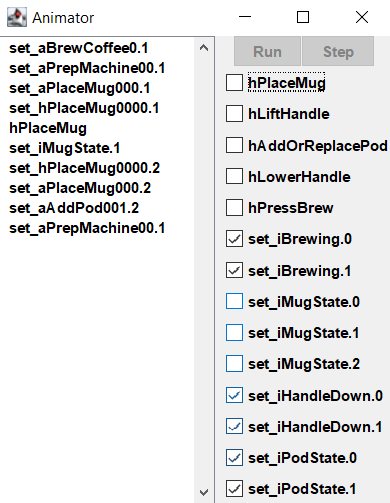 Animator
set_aBrewCoffee0.1
set_aPrepMachine00.1
set_aPlaceMug000.1
set_hPlaceMug0000.1
hPlaceMug
set_iMugState.1
set_hPlaceMug0000.2
set_aPlaceMug000.2
set_aAddPod001.2
set_aPrepMachine00.1
Run Step
hPlaceMug
hLiftHandle
hAddOrReplacePod
hLowerHandle
hPressBrew
set_iBrewing.0
set_iBrewing.1
set_iMugState.0
set_iMugState.1
set_iMugState.2
set_iHandleDown.0
set_iHandleDown.1
set_iPodState.0
set_iPodState.1